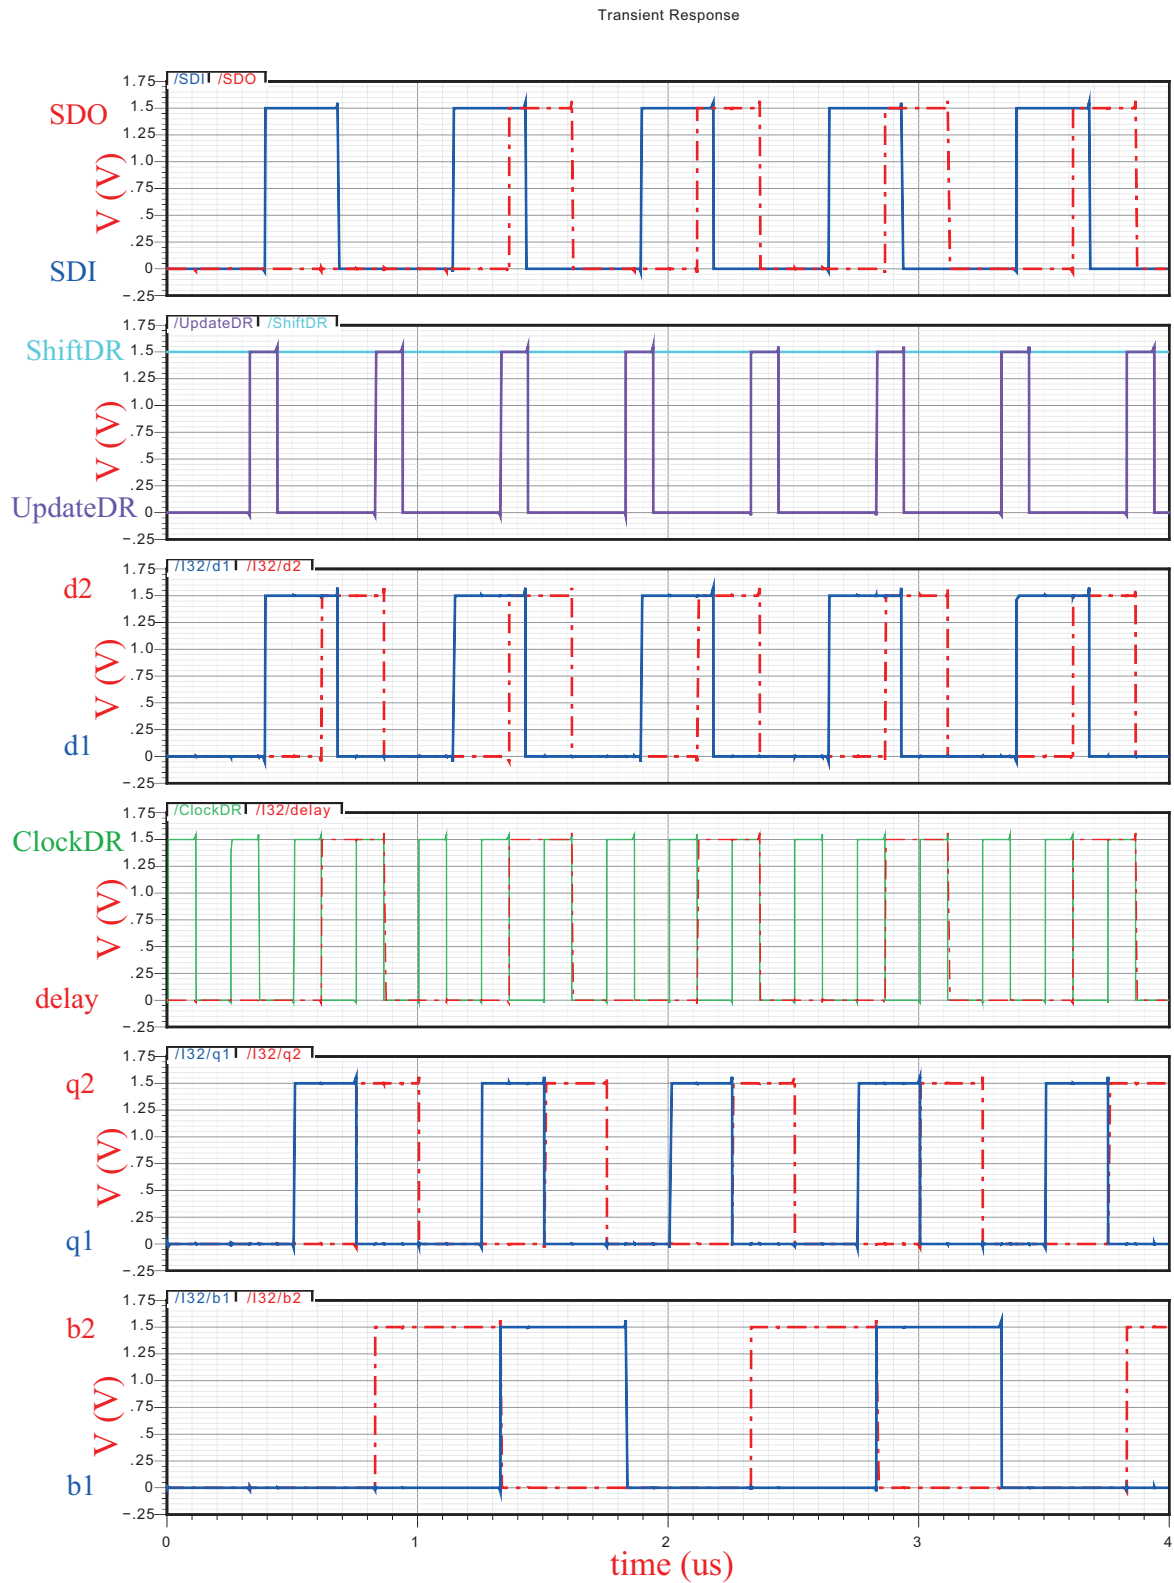 Transient Response
/SDI /SDO
SDO
V (V)
SDI
1.75
1.5
1.25
1.0
.75
.5
.25
0
−.25
/UpdateDR /ShiftDR
ShiftDR
V (V)
UpdateDR
1.75
1.5
1.25
1.0
.75
.5
.25
0
−.25
/I32/d1 /I32/d2
d2
V (V)
d1
1.75
1.5
1.25
1.0
.75
.5
.25
0
−.25
/ClockDR /I32/delay
ClockDR
V (V)
delay
1.75
1.5
1.25
1.0
.75
.5
.25
0
−.25
/I32/q1 /I32/q2
q2
V (V)
q1
1.75
1.5
1.25
1.0
.75
.5
.25
0
−.25
/I32/b1 /I32/b2
b2
V (V)
b1
1.75
1.5
1.25
1.0
.75
.5
.25
0
−.25
0 1 2 3 4
time (us)